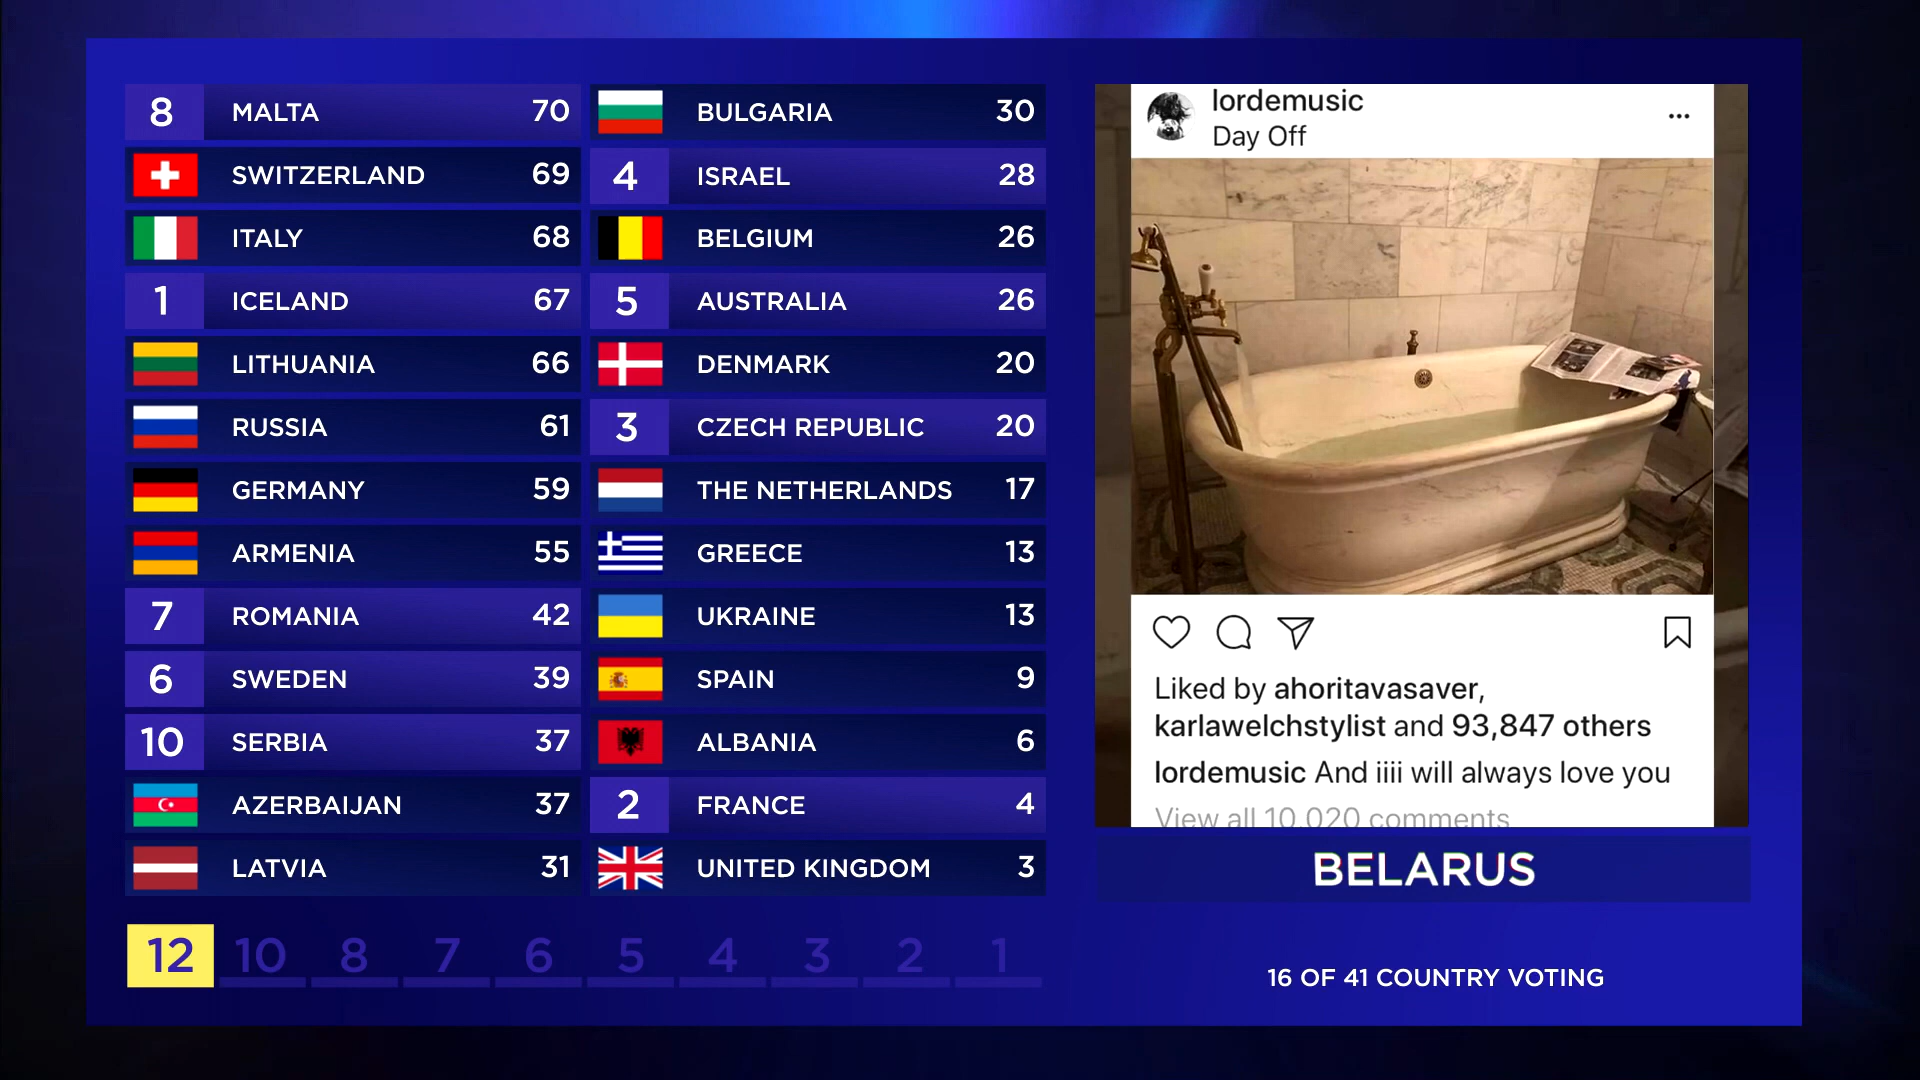 8 MALTA 70
SWITZERLAND 69
ITALY 68
1 ICELAND 67
LITHUANIA 66
RUSSIA 61
GERMANY 59
ARMENIA 55
7 ROMANIA 42
6 SWEDEN 39
10 SERBIA 37
AZERBAIJAN 37
LATVIA 31
BULGARIA 30
4 ISRAEL 28
BELGIUM 26
5 AUSTRALIA 26
DENMARK 20
3 CZECH REPUBLIC 20
THE NETHERLANDS 17
GREECE 13
UKRAINE 13
SPAIN 9
ALBANIA 6
2 FRANCE 4
UNITED KINGDOM 3
12 10 8 7 6 5 4 3 2 1
lordemusic
Day Off
Liked by ahoritavasaver,
karlawelchstylist and 93,847 others
lordemusic And iiii will always love you
View all 10,020 comments
BELARUS
16 OF 41 COUNTRY VOTING